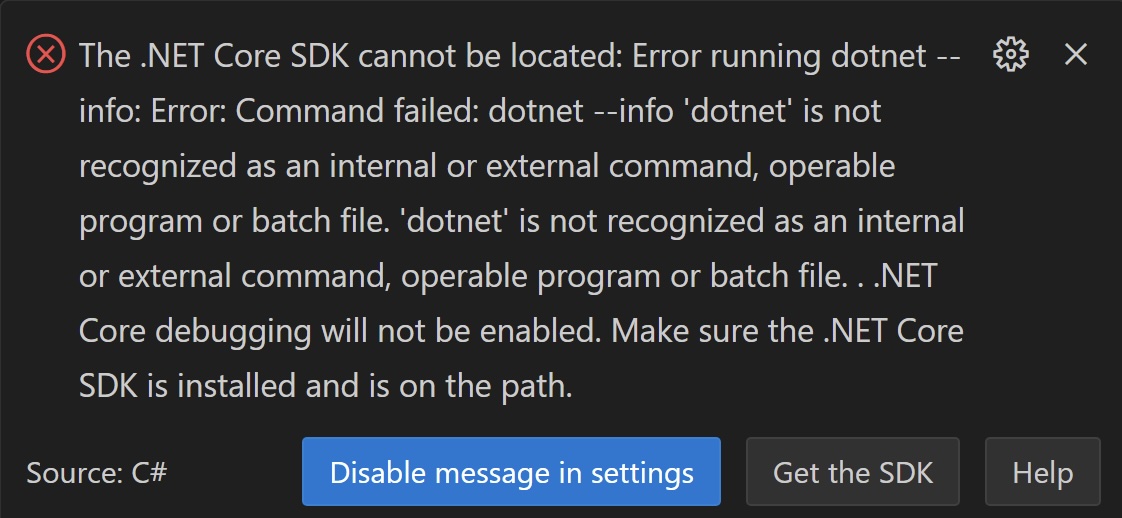 The .NET Core SDK cannot be located: Error running dotnet --
info: Error: Command failed: dotnet --info 'dotnet' is not
recognized as an internal or external command, operable
program or batch file. 'dotnet' is not recognized as an internal
or external command, operable program or batch file. . .NET
Core debugging will not be enabled. Make sure the .NET Core
SDK is installed and is on the path.
Source: C#
Disable message in settings
Get the SDK
Help